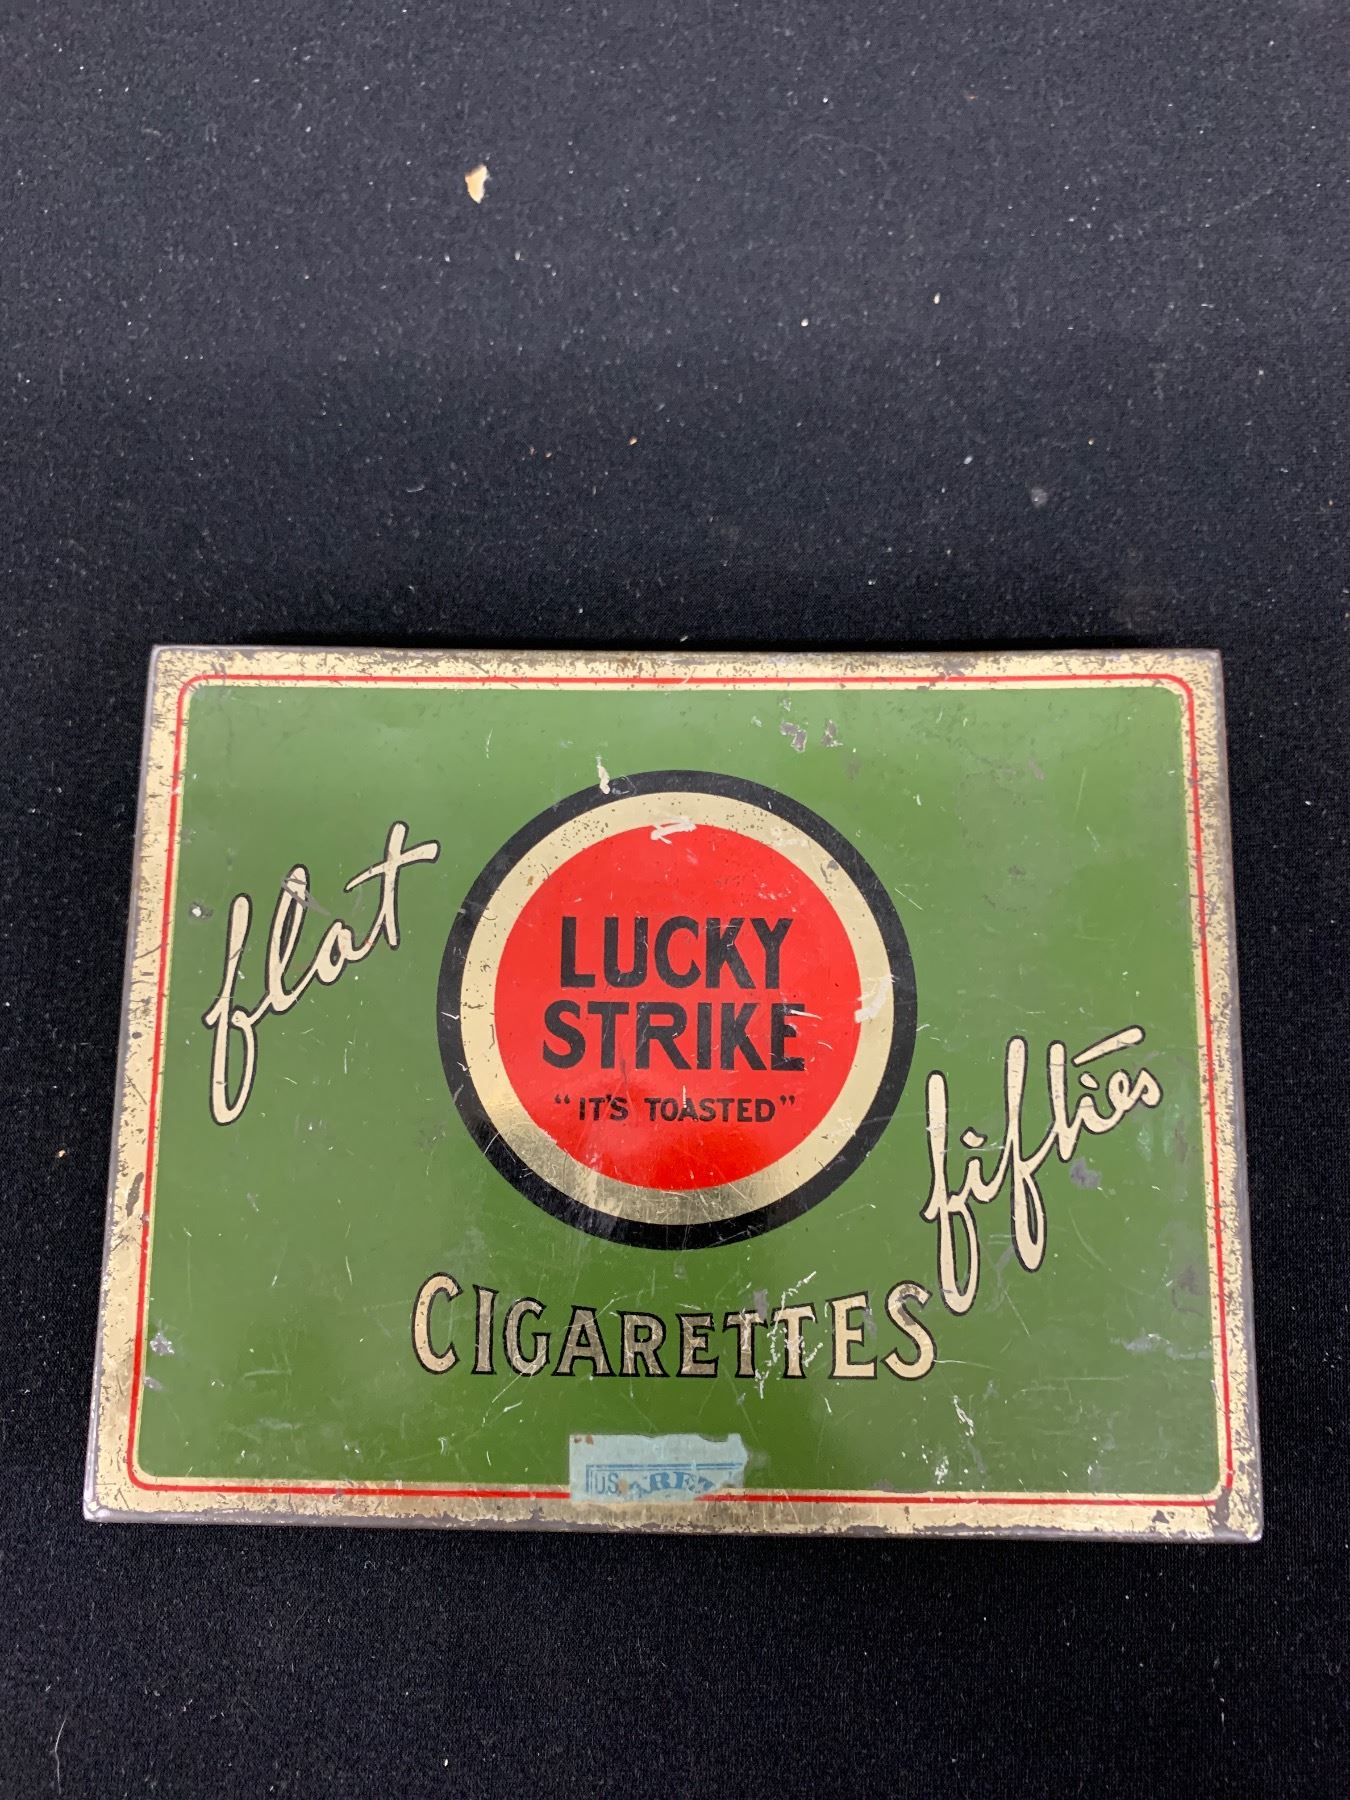 flat
LUCKY
STRIKE
"IT'S TOASTED"
fifties
CIGARETTES
U.S.